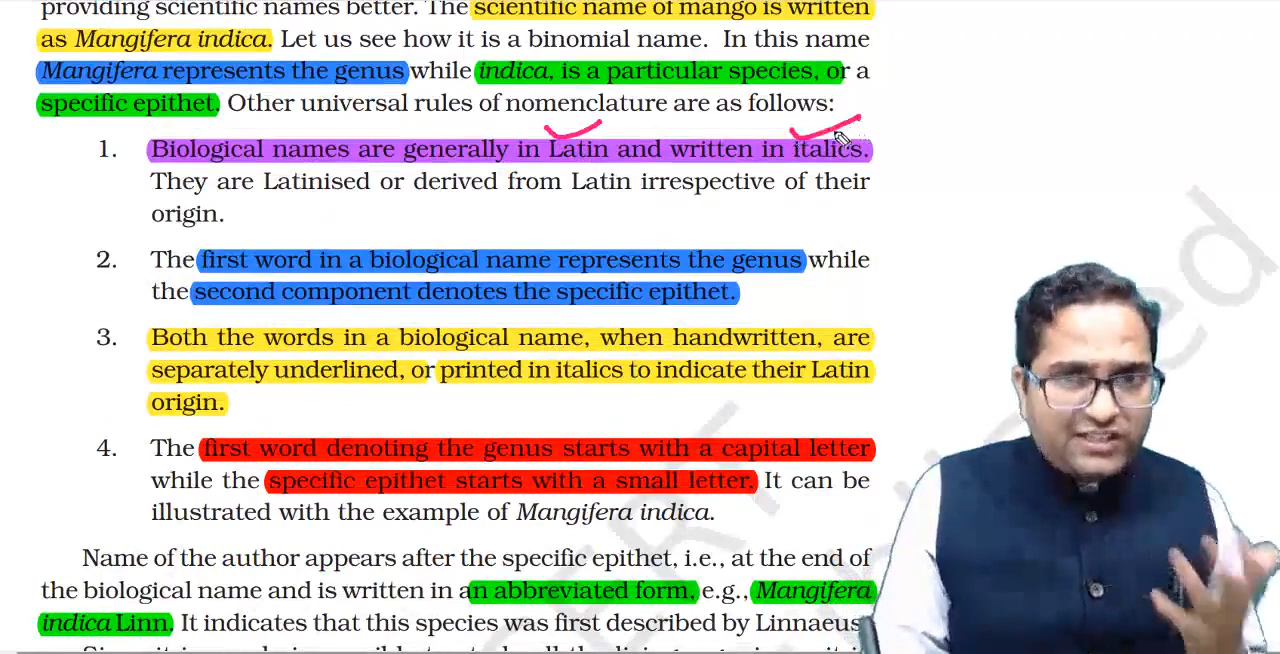 providing scientific names better. The scientific name of mango is written
as Mangifera indica. Let us see how it is a binomial name. In this name
Mangifera represents the genus while indica, is a particular species, or a
specific epithet. Other universal rules of nomenclature are as follows:
1. Biological names are generally in Latin and written in italics.
They are Latinised or derived from Latin irrespective of their
origin.
2. The first word in a biological name represents the genus while
the second component denotes the specific epithet.
3. Both the words in a biological name, when handwritten, are
separately underlined, or printed in italics to indicate their Latin
origin.
4. The first word denoting the genus starts with a capital letter
while the specific epithet starts with a small letter. It can be
illustrated with the example of Mangifera indica.
Name of the author appears after the specific epithet, i.e., at the end of
the biological name and is written in an abbreviated form, e.g., Mangifera
indica Linn. It indicates that this species was first described by Linnaeus